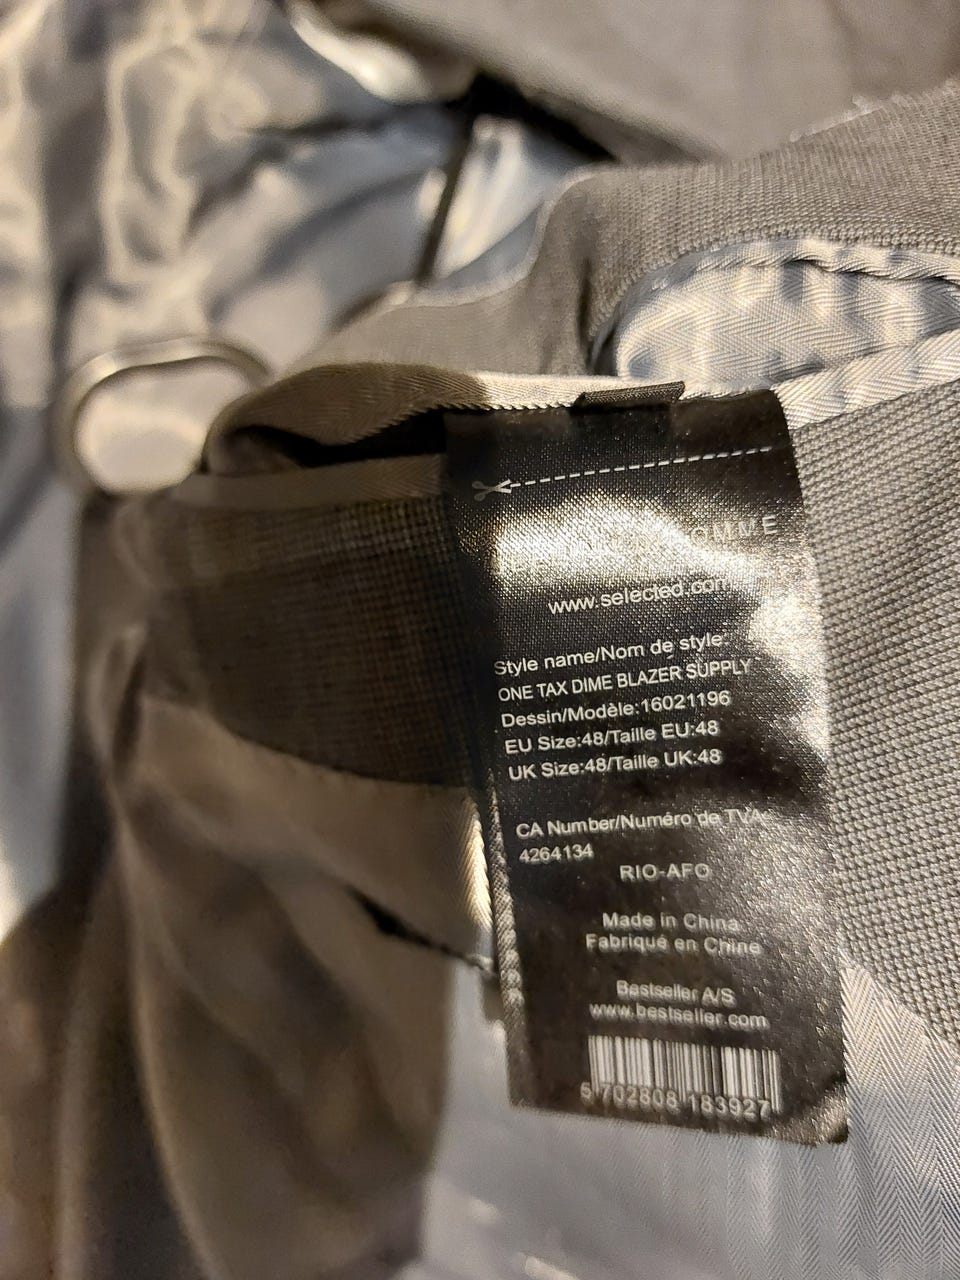 www.selected.com
Style name/Nom de style:
ONE TAX DIME BLAZER SUPPLY
Dessin/Modèle:16021196
EU Size:48/Taille EU:48
UK Size:48/Taille UK:48
CA Number/Numéro de TVA:
4264134
RIO-AFO
Made in China
Fabriqué en Chine
Bestseller A/S
www.bestseller.com
5 702808 183927